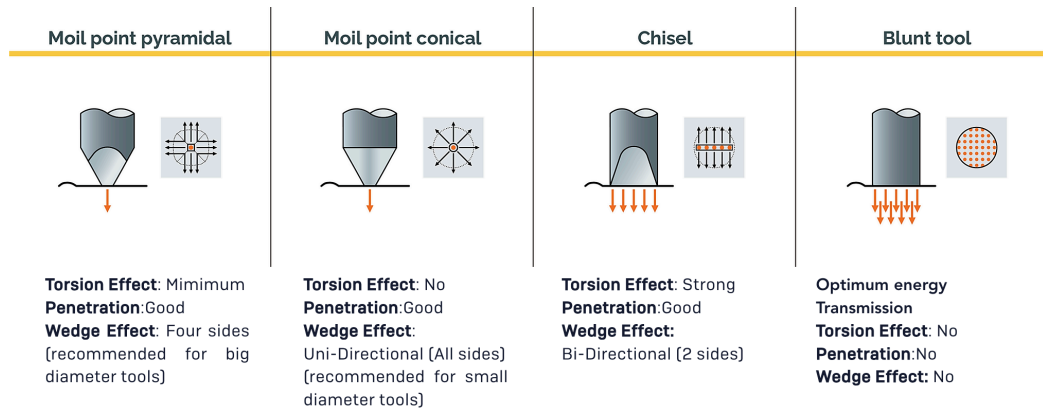 Moil point pyramidal
Moil point conical
Chisel
Blunt tool
Torsion Effect: Mimimum
Penetration:Good
Wedge Effect: Four sides
(recommended for big
diameter tools)
Torsion Effect: No
Penetration:Good
Wedge Effect:
Uni-Directional (All sides)
(recommended for small
diameter tools)
Torsion Effect: Strong
Penetration:Good
Wedge Effect:
Bi-Directional (2 sides)
Optimum energy
Transmission
Torsion Effect: No
Penetration:No
Wedge Effect: No